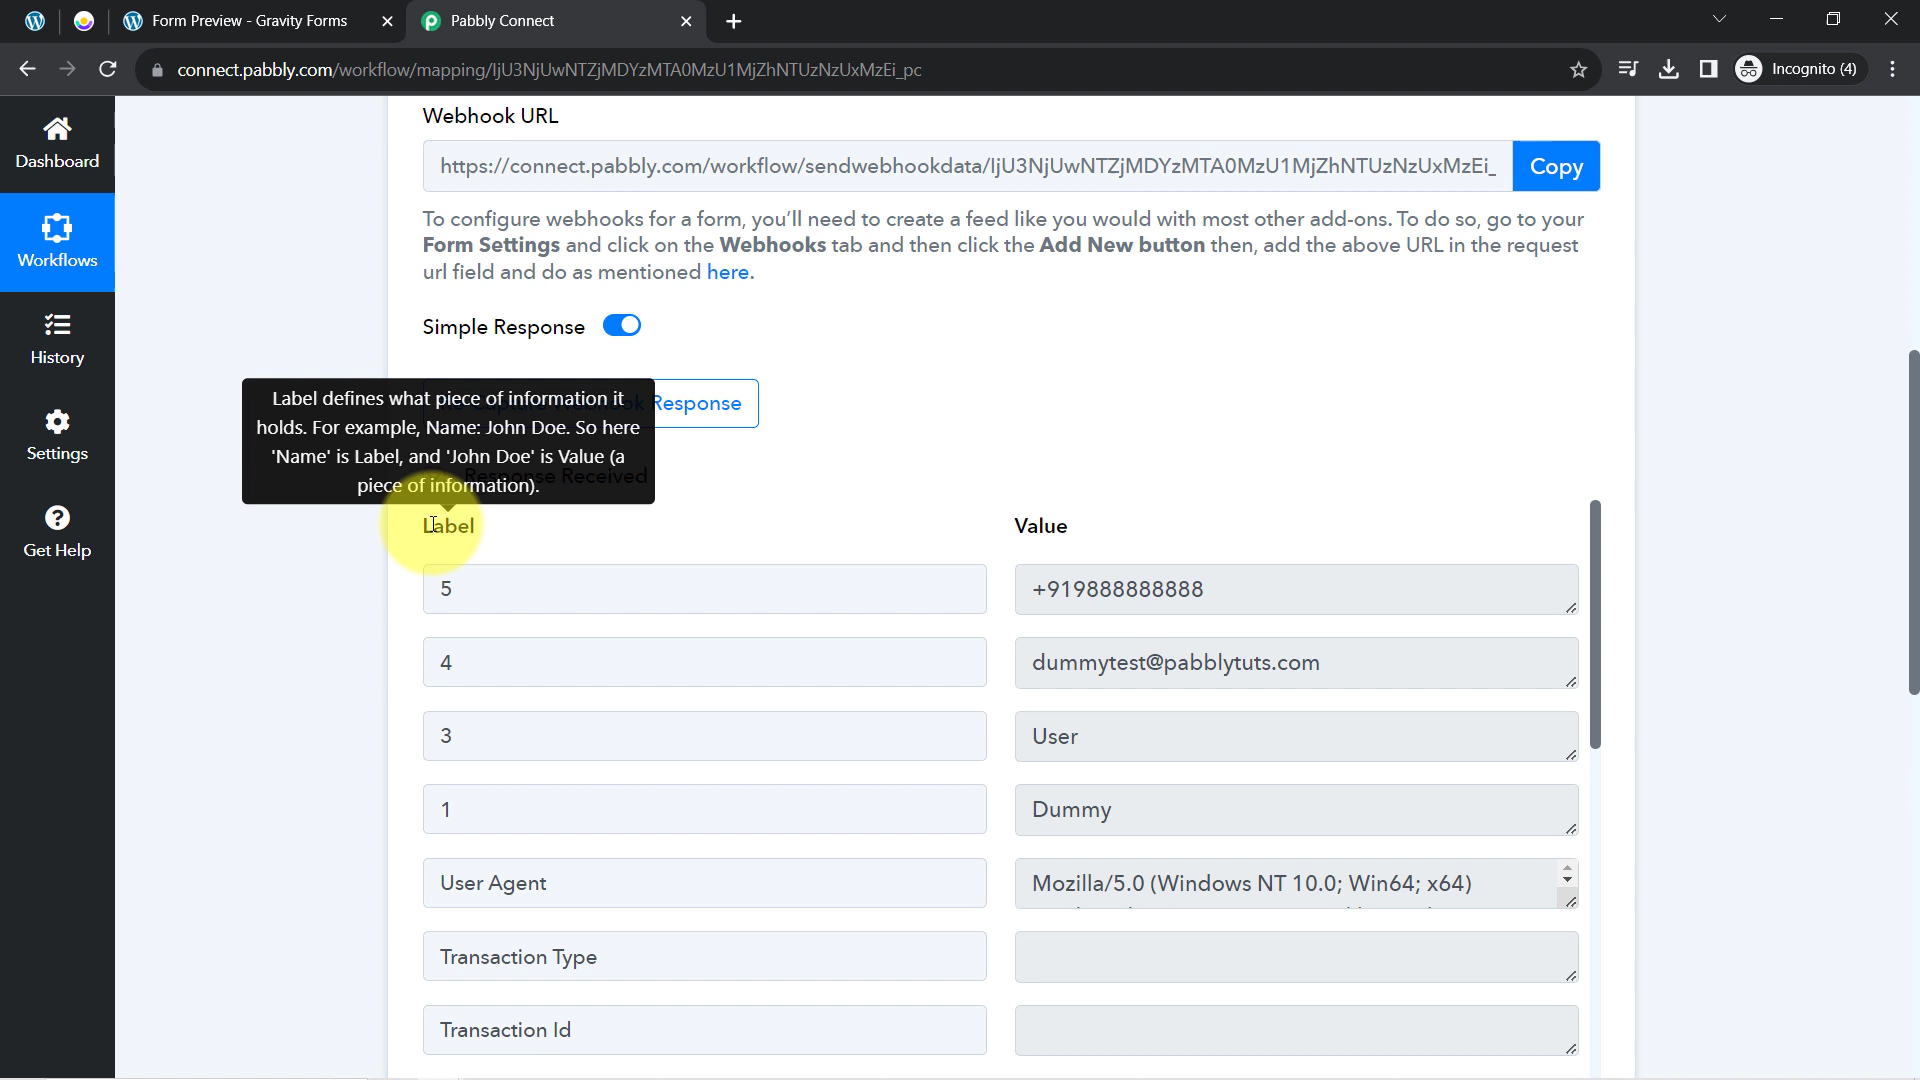 Form Preview - Gravity Forms
Pabbly Connect
connect.pabbly.com/workflow/mapping/IjU3NjUwNTZjMDYzMTA0MzU1MjZhNTUzNzUxMzEi_pc
Incognito (4)
Dashboard
Workflows
History
Settings
Get Help
Webhook URL
https://connect.pabbly.com/workflow/sendwebhookdata/IjU3NjUwNTZjMDYzMTA0MzU1MjZhNTUzNzUxMzEi_
Copy
To configure webhooks for a form, you'll need to create a feed like you would with most other add-ons. To do so, go to your
Form Settings and click on the Webhooks tab and then click the Add New button then, add the above URL in the request
url field and do as mentioned here.
Simple Response
Response
Label defines what piece of information it
holds. For example, Name: John Doe. So here
'Name' is Label, and 'John Doe' is Value (a
piece of information).
Response Received
Label
Value
5
+919888888888
4
dummytest@pabblytuts.com
3
User
1
Dummy
User Agent
Mozilla/5.0 (Windows NT 10.0; Win64; x64)
Transaction Type
Transaction Id